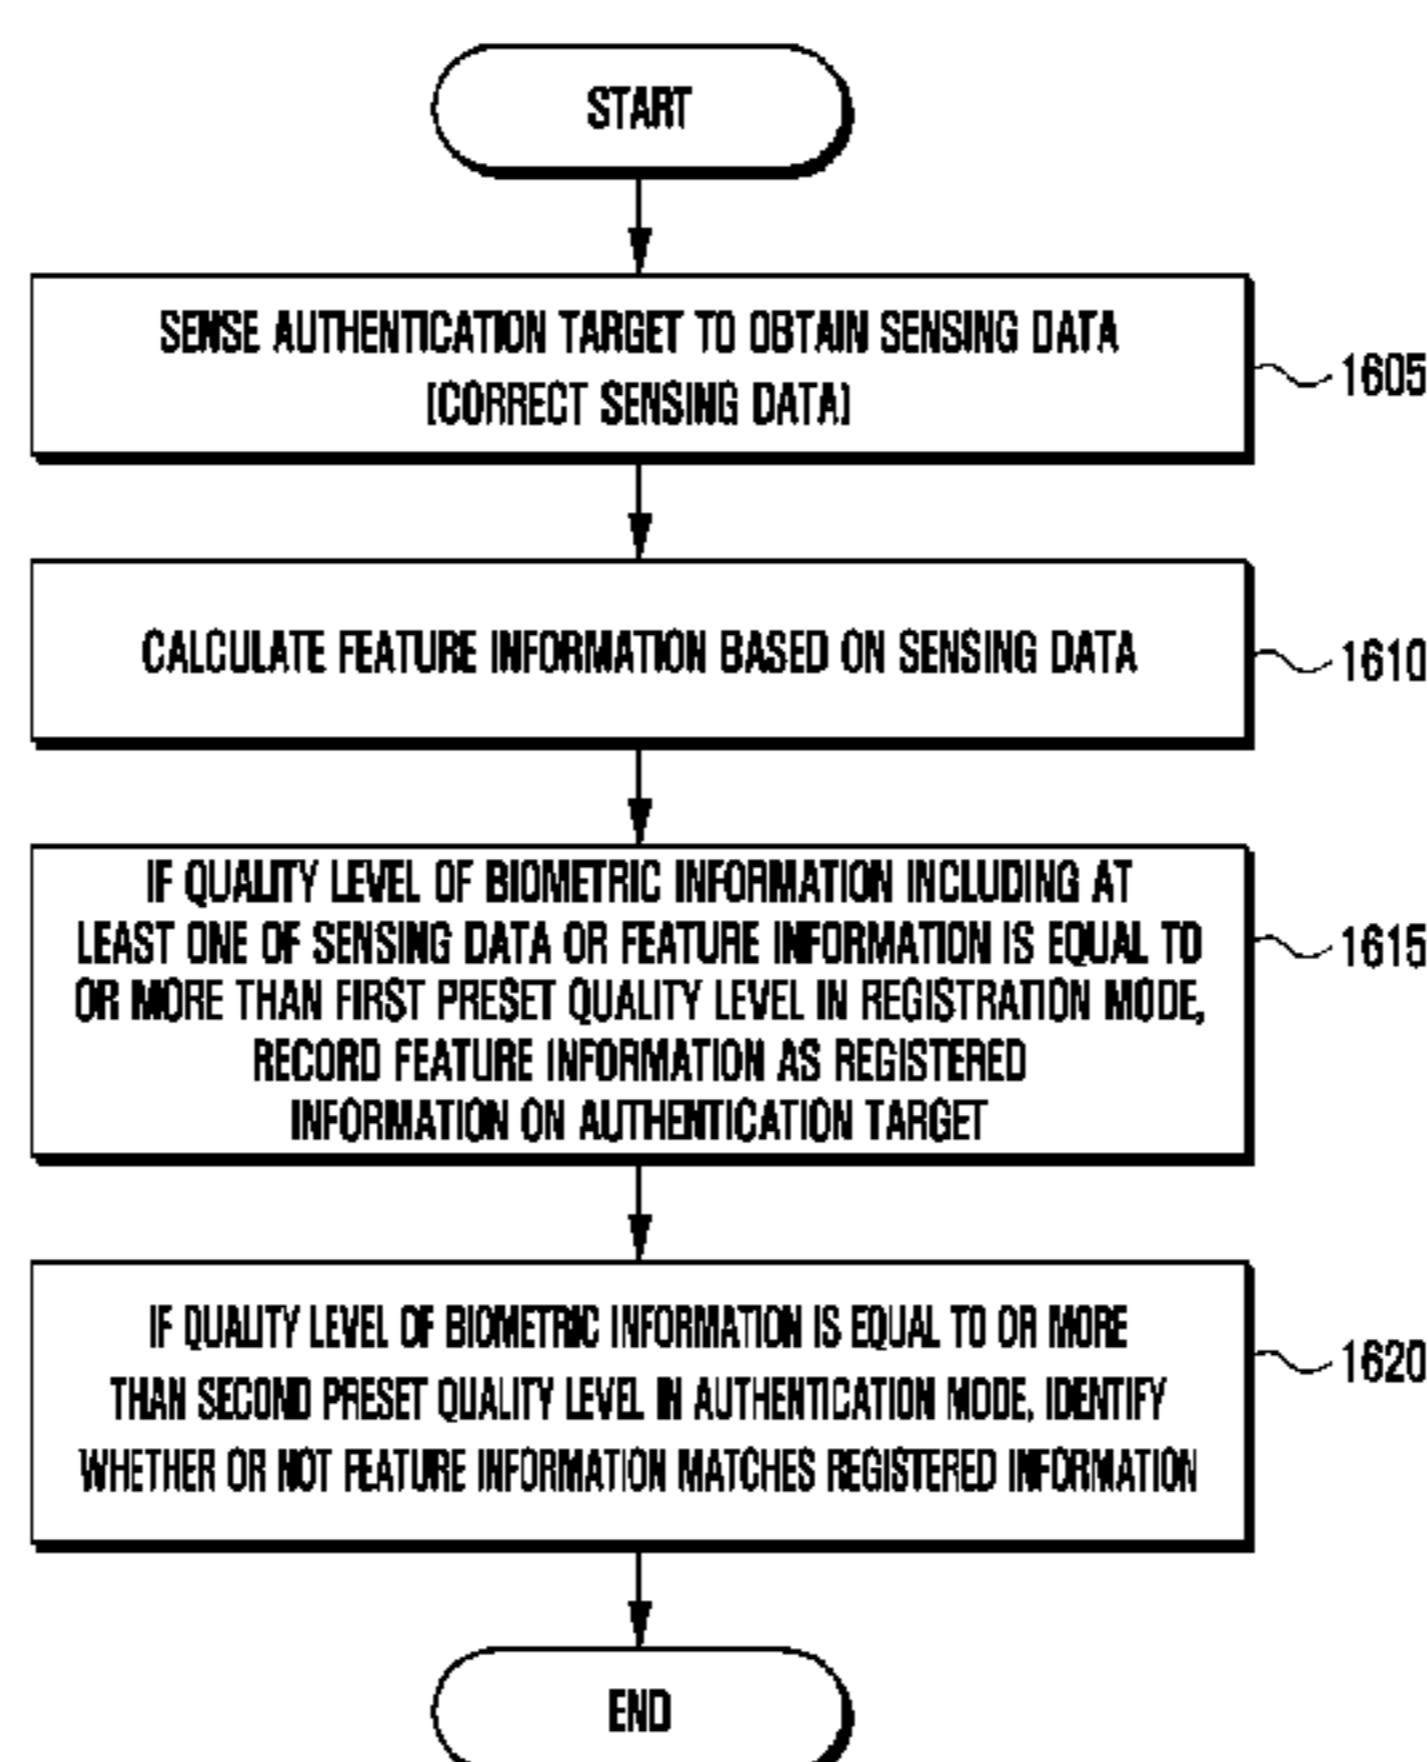 START
SENSE AUTHENTICATION TARGET TO OBTAIN SENSING DATA
(CORRECT SENSING DATA)
1605
CALCULATE FEATURE INFORMATION BASED ON SENSING DATA
1610
IF QUALITY LEVEL OF BIOMETRIC INFORMATION INCLUDING AT
LEAST ONE OF SENSING DATA OR FEATURE INFORMATION IS EQUAL TO
OR MORE THAN FIRST PRESET QUALITY LEVEL IN REGISTRATION MODE,
RECORD FEATURE INFORMATION AS REGISTERED
INFORMATION ON AUTHENTICATION TARGET
1615
IF QUALITY LEVEL OF BIOMETRIC INFORMATION IS EQUAL TO OR MORE
THAN SECOND PRESET QUALITY LEVEL IN AUTHENTICATION MODE, IDENTIFY
WHETHER OR NOT FEATURE INFORMATION MATCHES REGISTERED INFORMATION
1620
END